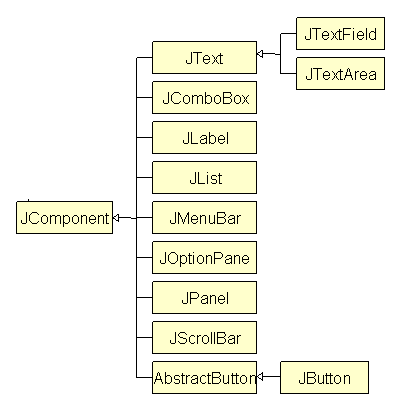 JTextField
JText
JTextArea
JComboBox
JLabel
JList
JComponent
JMenuBar
JOptionPane
JPanel
JScrollBar
AbstractButton
JButton